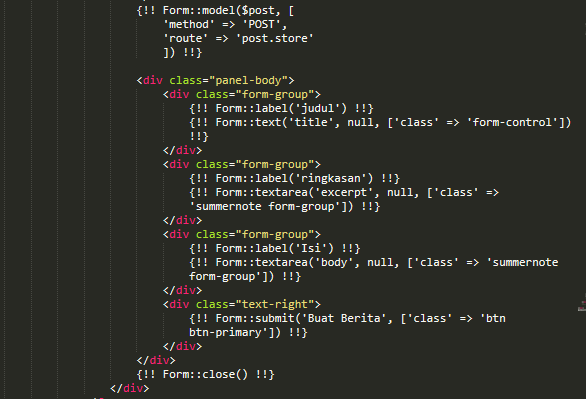 {!! Form::model($post, [
'method' => 'POST',
'route' => 'post.store'
]) !!}
<div class="panel-body">
<div class="form-group">
{!! Form::label('judul') !!}
{!! Form::text('title', null, ['class' => 'form-control'])
!!}
</div>
<div class="form-group">
{!! Form::label('ringkasan') !!}
{!! Form::textarea('excerpt', null, ['class' =>
'summernote form-group']) !!}
</div>
<div class="form-group">
{!! Form::label('Isi') !!}
{!! Form::textarea('body', null, ['class' => 'summernote
form-group']) !!}
</div>
<div class="text-right">
{!! Form::submit('Buat Berita', ['class' => 'btn
btn-primary']) !!}
</div>
</div>
{!! Form::close() !!}
</div>